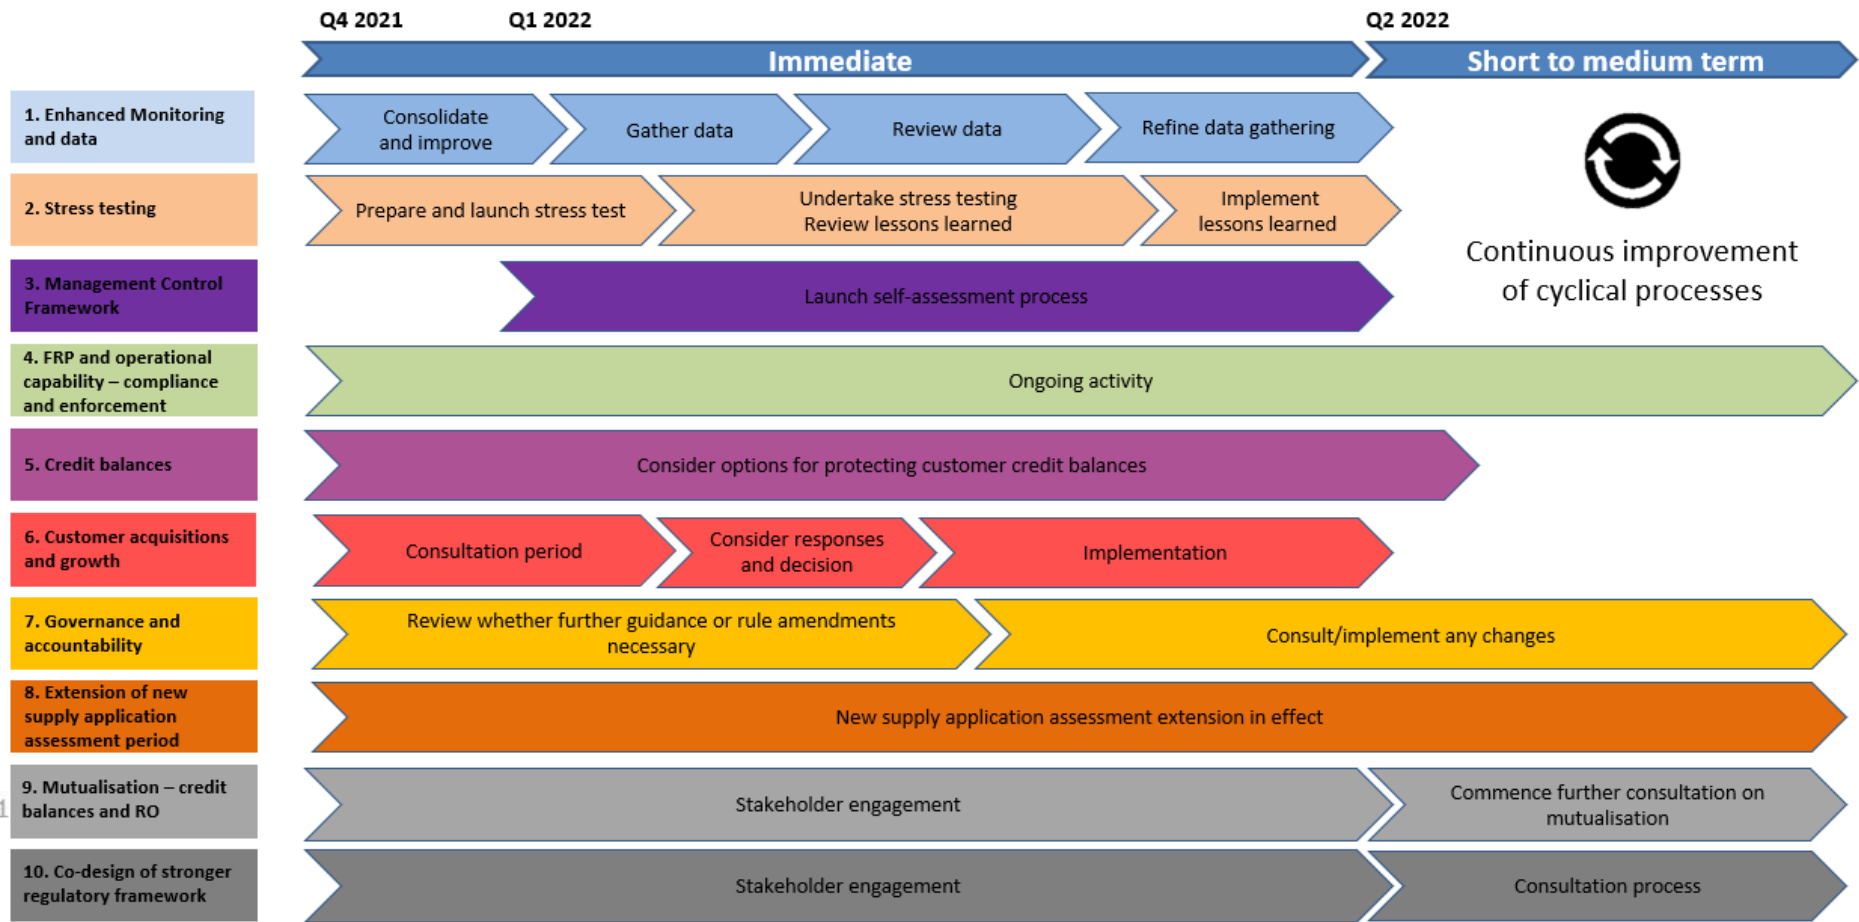 Q4 2021 Q1 2022 Q2 2022
Immediate Short to medium term
1. Enhanced Monitoring
and data
Consolidate
and improve
Gather data
Review data
Refine data gathering
2. Stress testing
Prepare and launch stress test
Undertake stress testing
Review lessons learned
Implement
lessons learned
Continuous improvement
of cyclical processes
3. Management Control
Framework
Launch self-assessment process
4. FRP and operational
capability – compliance
and enforcement
Ongoing activity
5. Credit balances
Consider options for protecting customer credit balances
6. Customer acquisitions
and growth
Consultation period
Consider responses
and decision
Implementation
7. Governance and
accountability
Review whether further guidance or rule amendments
necessary
Consult/implement any changes
8. Extension of new
supply application
assessment period
New supply application assessment extension in effect
9. Mutualisation – credit
balances and RO
1
Stakeholder engagement
Commence further consultation on
mutualisation
10. Co-design of stronger
regulatory framework
Stakeholder engagement
Consultation process